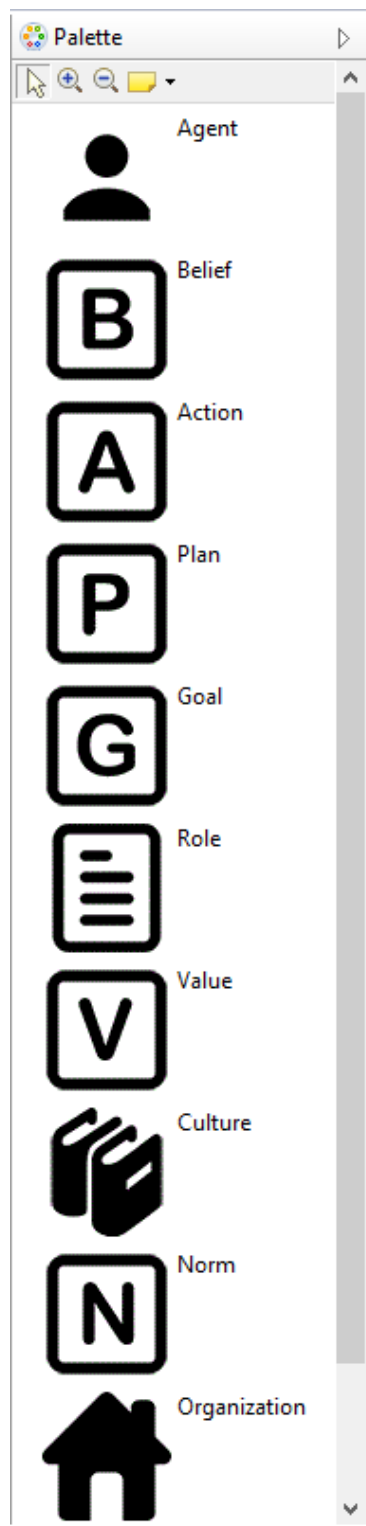 Palette
Agent
B
Belief
A
Action
P
Plan
G
Goal
Role
V
Value
Culture
N
Norm
Organization